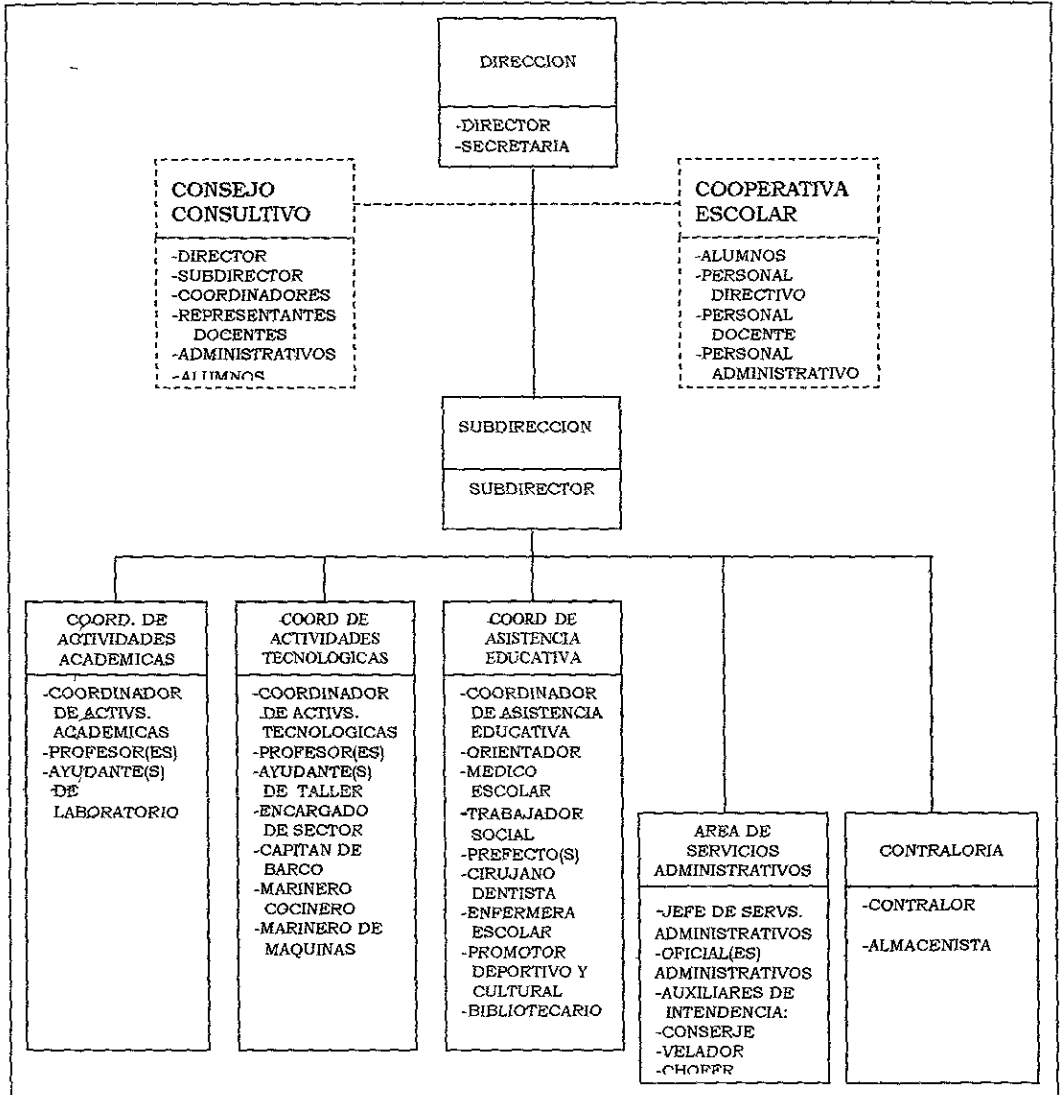 DIRECCION
-DIRECTOR
-SECRETARIA
CONSEJO
CONSULTIVO
-DIRECTOR
-SUBDIRECTOR
-COORDINADORES
-REPRESENTANTES
DOCENTES
-ADMINISTRATIVOS
-ALUMNOS
COOPERATIVA
ESCOLAR
-ALUMNOS
-PERSONAL
DIRECTIVO
-PERSONAL
DOCENTE
-PERSONAL
ADMINISTRATIVO
SUBDIRECCION
SUBDIRECTOR
COORD. DE
ACTIVIDADES
ACADEMICAS
-COORDINADOR
DE ACTIVS.
ACADEMICAS
-PROFESOR(ES)
-AYUDANTE(S)
DE
LABORATORIO
COORD DE
ACTIVIDADES
TECNOLOGICAS
-COORDINADOR
DE ACTIVS.
TECNOLOGICAS
-PROFESOR(ES)
-AYUDANTE(S)
DE TALLER
-ENCARGADO
DE SECTOR
-CAPITAN DE
BARCO
-MARINERO
COCINERO
-MARINERO DE
MAQUINAS
COORD DE
ASISTENCIA
EDUCATIVA
-COORDINADOR
DE ASISTENCIA
EDUCATIVA
-ORIENTADOR
-MEDICO
ESCOLAR
-TRABAJADOR
SOCIAL
-PREFECTO(S)
-CIRUJANO
DENTISTA
-ENFERMERA
ESCOLAR
-PROMOTOR
DEPORTIVO Y
CULTURAL
-BIBLIOTECARIO
AREA DE
SERVICIOS
ADMINISTRATIVOS
-JEFE DE SERVS.
ADMINISTRATIVOS
-OFICIAL(ES)
ADMINISTRATIVOS
-AUXILIARES DE
INTENDENCIA:
-CONSERJE
-VELADOR
-CHOFER
CONTRALORIA
-CONTRALOR
-ALMACENISTA